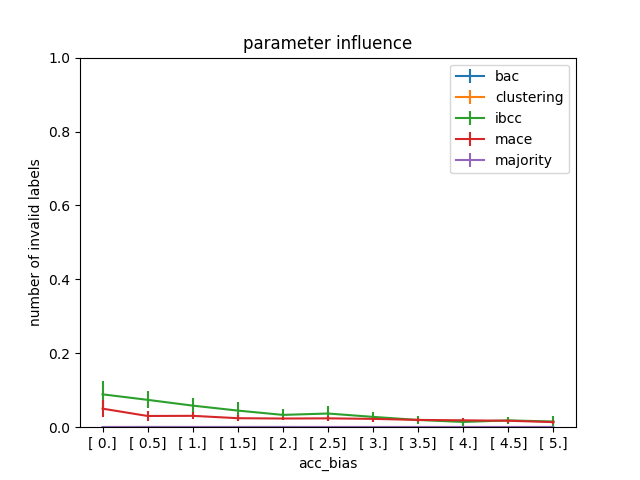 parameter influence
number of invalid labels
1.0
0.8
0.6
0.4
0.2
0.0
bac
clustering
ibcc
mace
majority
[ 0.] [ 0.5] [ 1.] [ 1.5] [ 2.] [ 2.5] [ 3.] [ 3.5] [ 4.] [ 4.5] [ 5.]
acc_bias